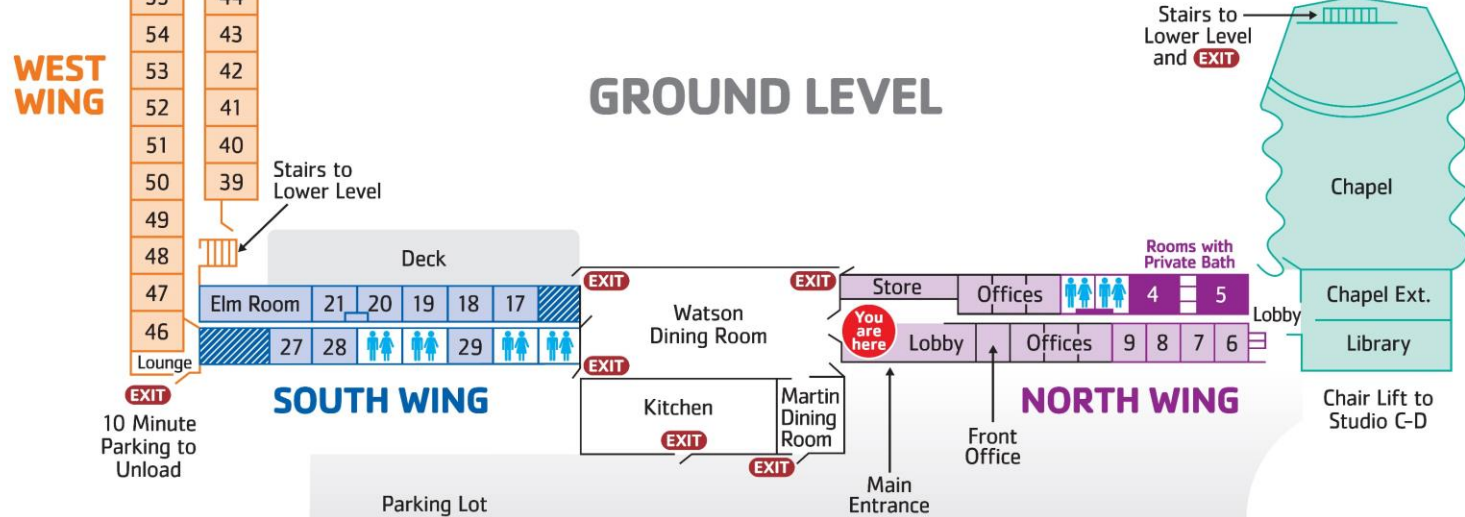 54
53
52
51
50
49
48
47
46
Lounge
43
42
41
40
39
WEST
WING
Stairs to
Lower Level
GROUND LEVEL
Stairs to
Lower Level
and EXIT
Chapel
Deck
Elm Room
21
20
19
18
17
27
28
29
SOUTH WING
EXIT
10 Minute
Parking to
Unload
EXIT
EXIT
EXIT
Watson
Dining Room
Kitchen
EXIT
Martin
Dining
Room
EXIT
Parking Lot
Store
Offices
Rooms with
Private Bath
4
5
You
are
here
Lobby
Offices
9
8
7
6
NORTH WING
Front
Office
Main
Entrance
Lobby
Chapel Ext.
Library
Chair Lift to
Studio C-D